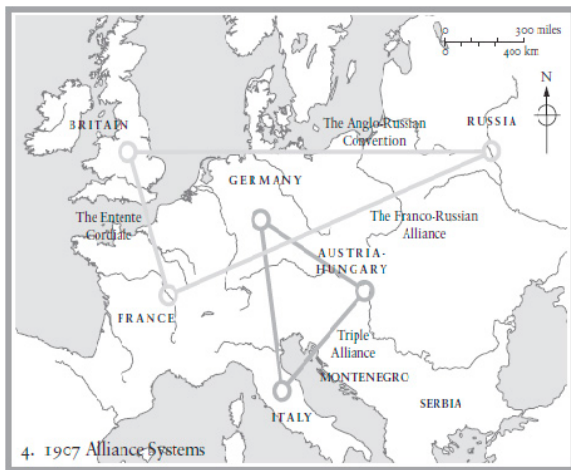 0 300 miles
0 400 km
N
BRITAIN
The Anglo-Russian
Convention
RUSSIA
GERMANY
The Entente
Cordiale
The Franco-Russian
Alliance
AUSTRIA-
HUNGARY
FRANCE
Triple
Alliance
MONTENEGRO
SERBIA
ITALY
4. 1907 Alliance Systems